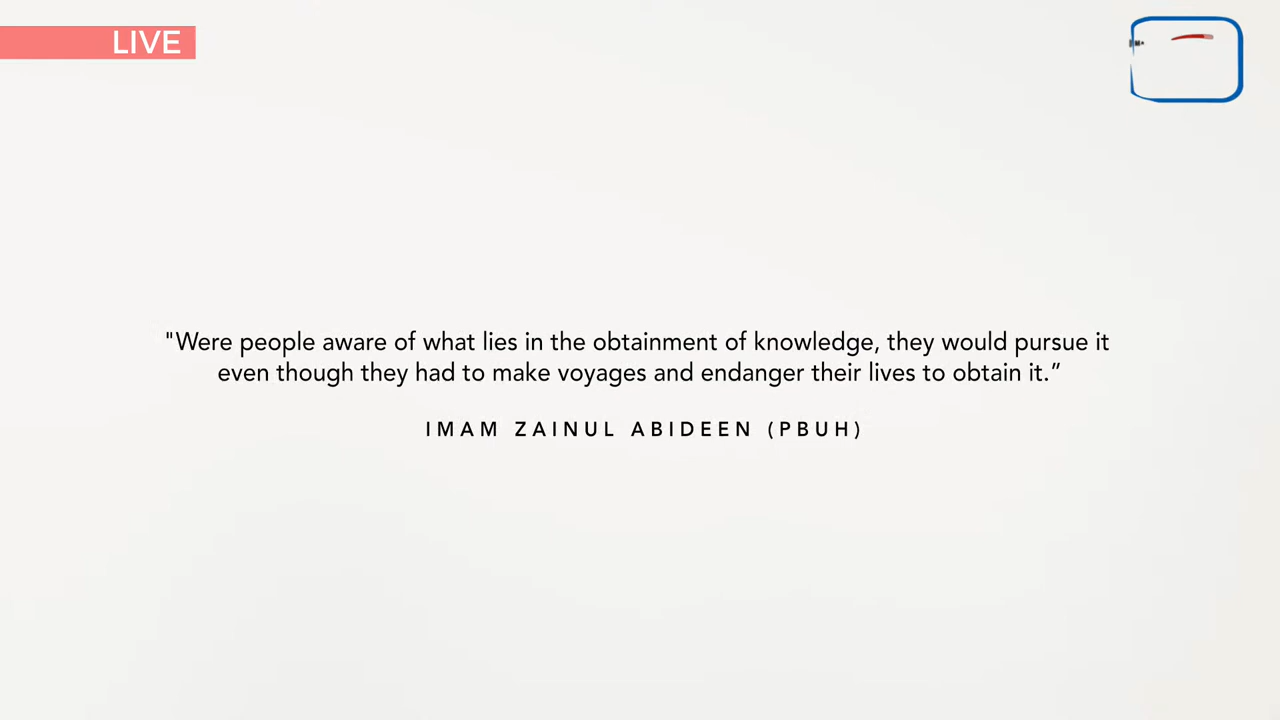 LIVE
"Were people aware of what lies in the obtainment of knowledge, they would pursue it
even though they had to make voyages and endanger their lives to obtain it.”
IMAM ZAINUL ABIDEEN (PBUH)